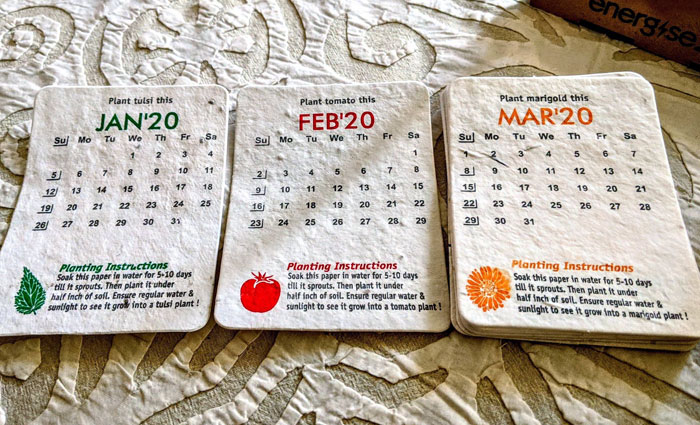 energise
Plant tulsi this
JAN'20
Su Mo Tu We Th Fr Sa
1 2 3 4
5 6 7 8 9 10 11
12 13 14 15 16 17 18
19 20 21 22 23 24 25
26 27 28 29 30 31
Planting Instructions
Soak this paper in water for 5-10 days
till it sprouts. Then plant it under
half inch of soil. Ensure regular water &
sunlight to see it grow into a tulsi plant !
Plant tomato this
FEB'20
Su Mo Tu We Th Fr Sa
1
2 3 4 5 6 7 8
9 10 11 12 13 14 15
16 17 18 19 20 21 22
23 24 25 26 27 28 29
Planting Instructions
Soak this paper in water for 5-10 days
till it sprouts. Then plant it under
half inch of soil. Ensure regular water &
sunlight to see it grow into a tomato plant !
Plant marigold this
MAR'20
Su Mo Tu We Th Fr Sa
1 2 3 4 5 6 7
8 9 10 11 12 13 14
15 16 17 18 19 20 21
22 23 24 25 26 27 28
29 30 31
Planting Instructions
Soak this paper in water for 5-10 days
till it sprouts. Then plant it under
half inch of soil. Ensure regular water &
sunlight to see it grow into a marigold plant !